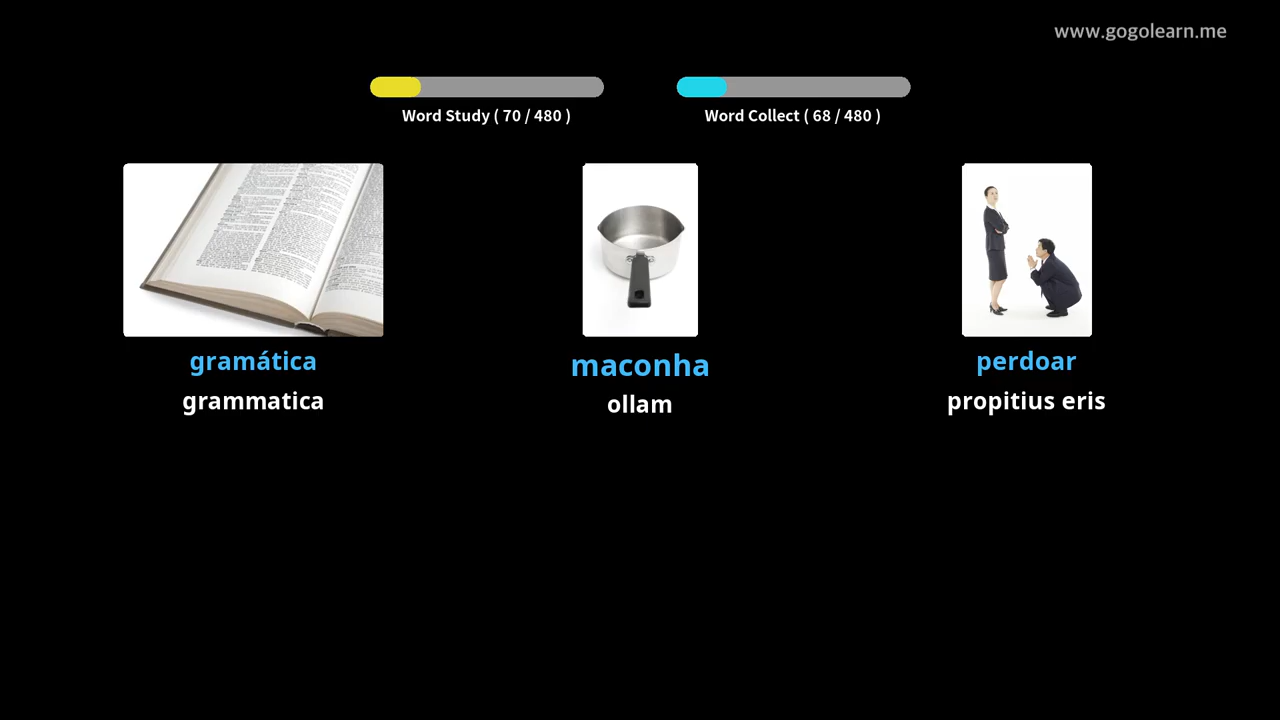 www.gogolearn.me
Word Study ( 70 / 480 )
Word Collect ( 68 / 480 )
gramática
grammatica
maconha
ollam
perdoar
propitius eris